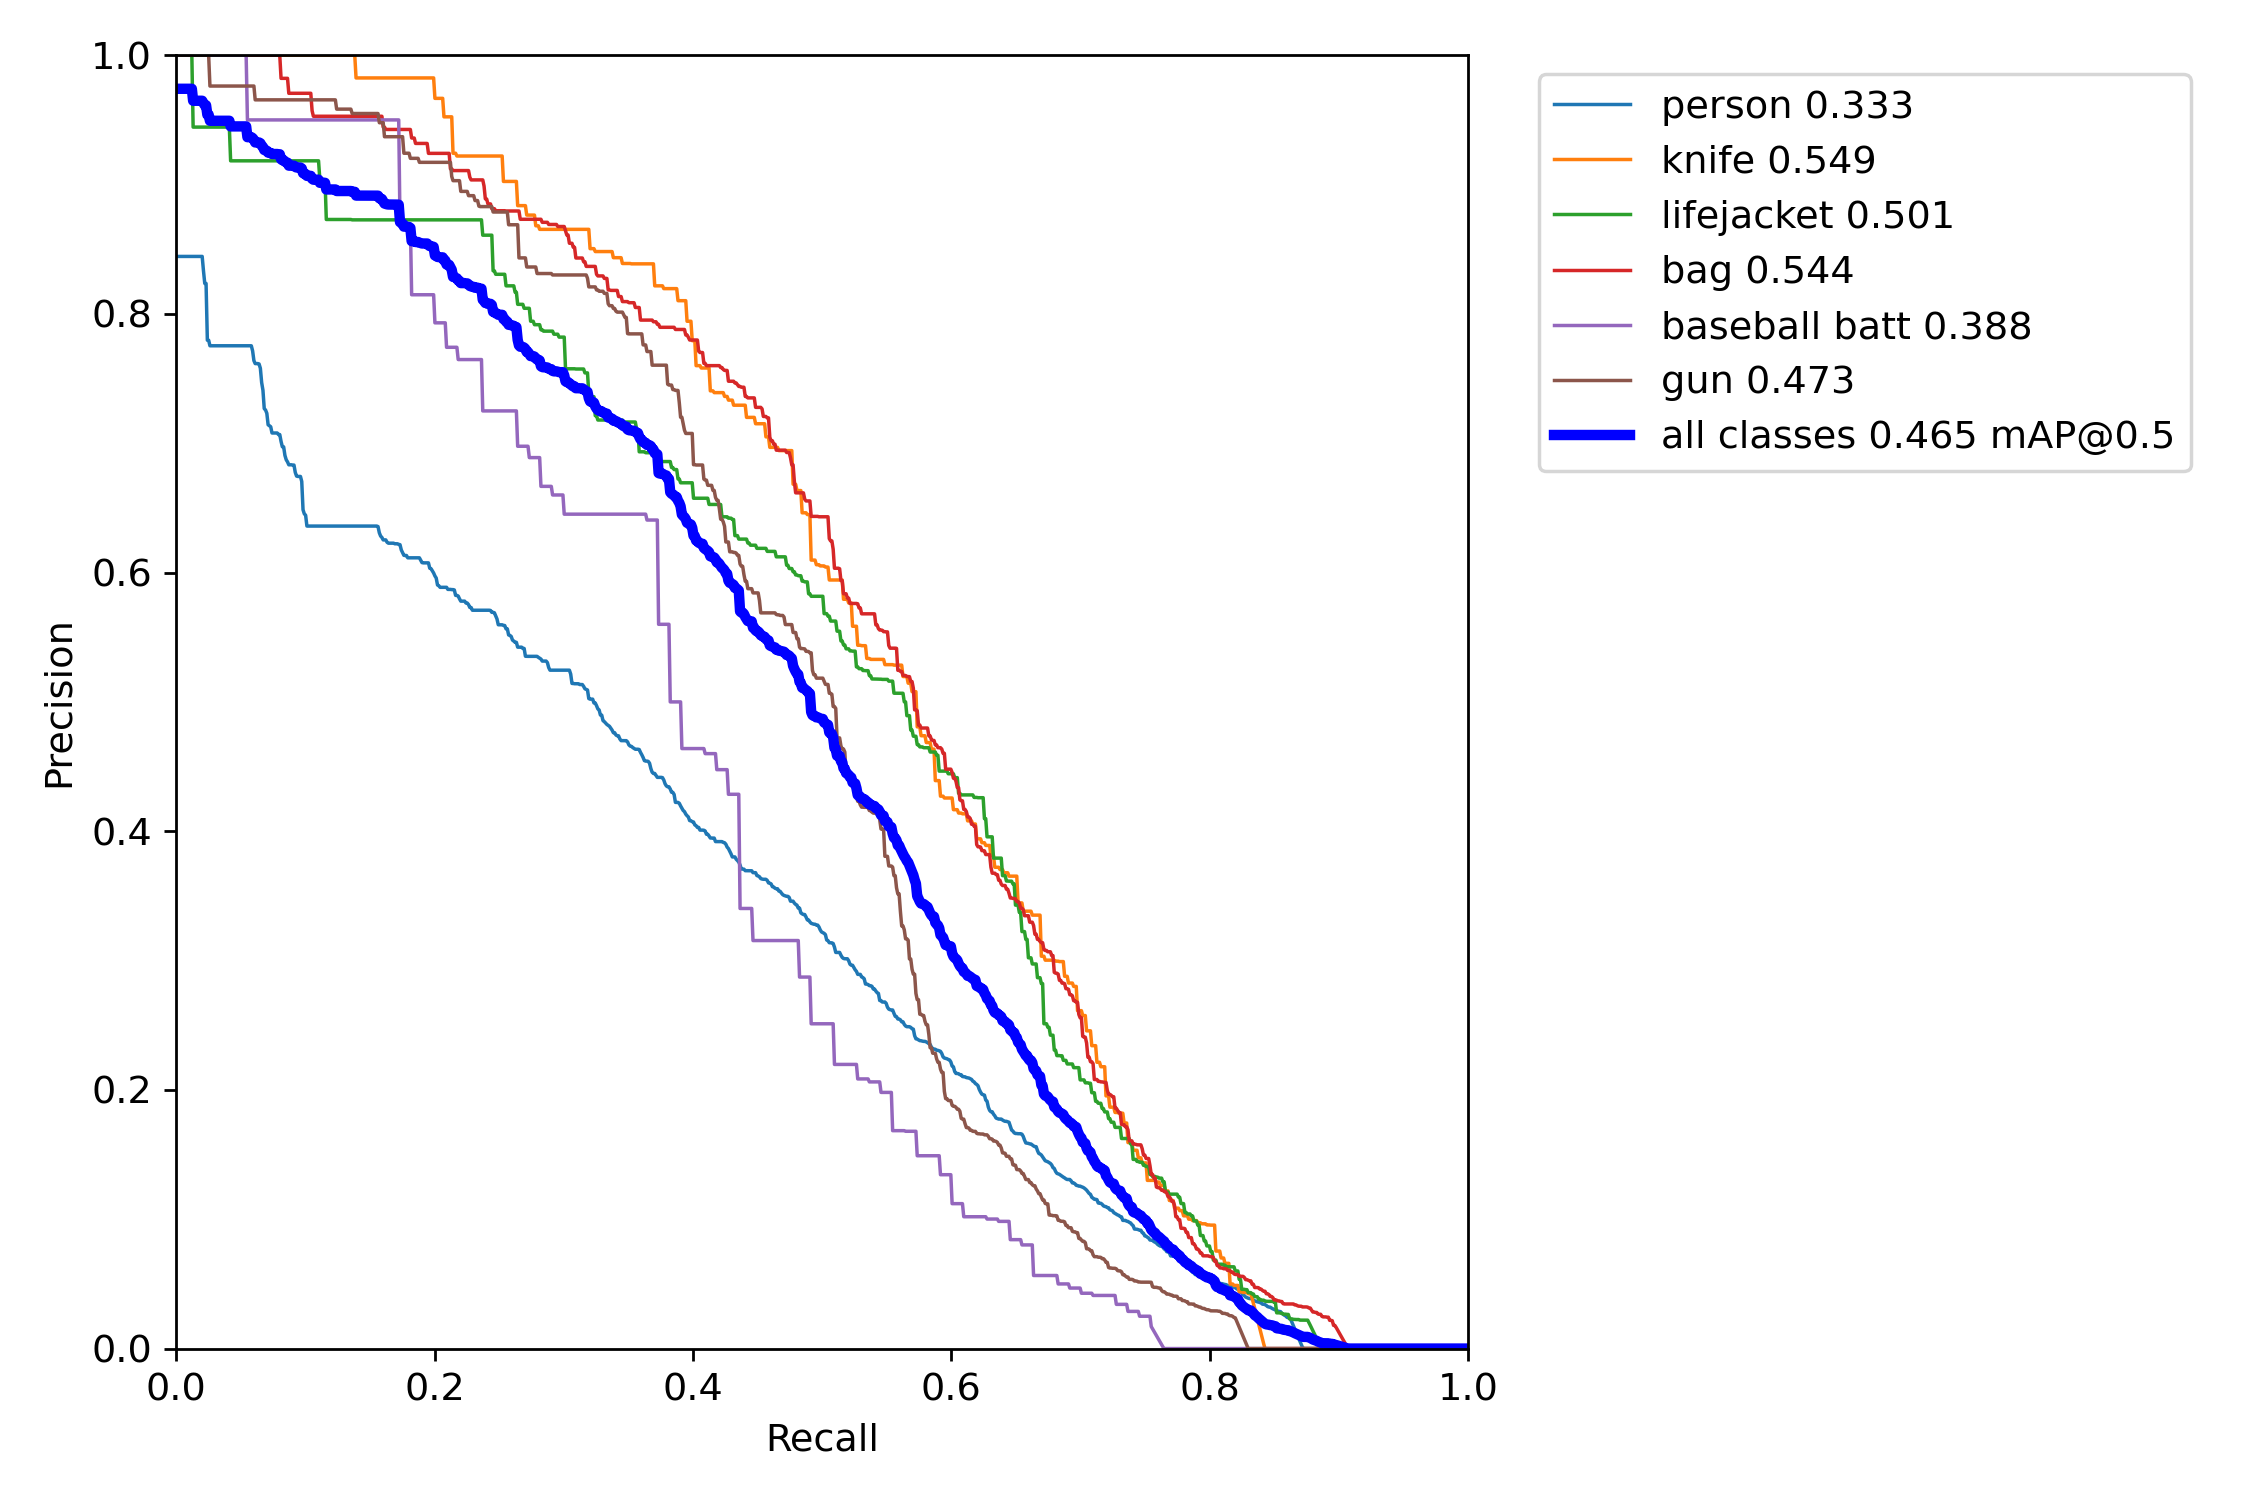 person 0.333
knife 0.549
lifejacket 0.501
bag 0.544
baseball batt 0.388
gun 0.473
all classes 0.465 mAP@0.5
Precision
1.0
0.8
0.6
0.4
0.2
0.0
0.0 0.2 0.4 0.6 0.8 1.0
Recall